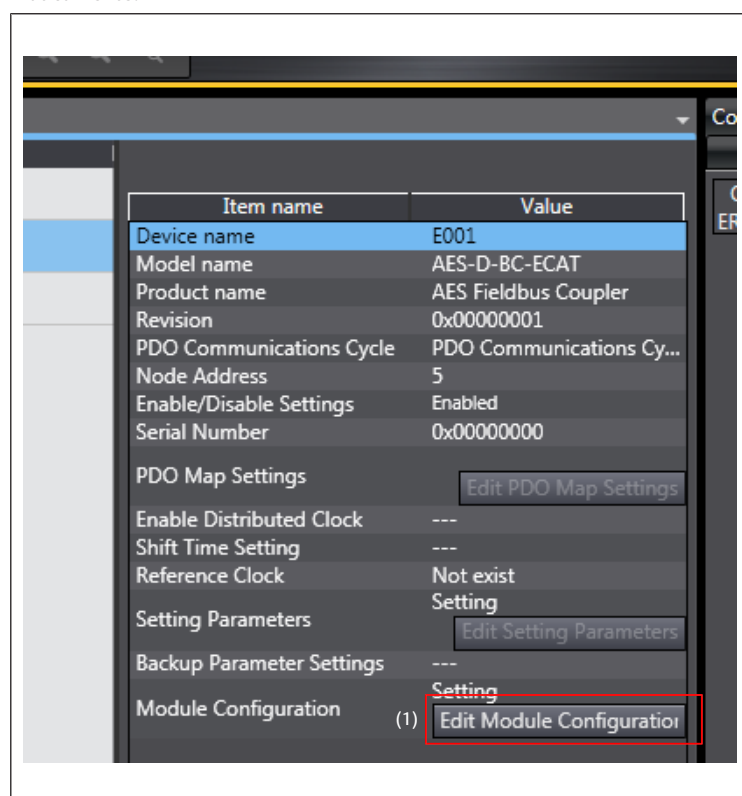 Co
Item name Value
Device name E001
Model name AES-D-BC-ECAT
Product name AES Fieldbus Coupler
Revision 0x00000001
PDO Communications Cycle PDO Communications Cy...
Node Address 5
Enable/Disable Settings Enabled
Serial Number 0x00000000
PDO Map Settings Edit PDO Map Settings
Enable Distributed Clock ---
Shift Time Setting ---
Reference Clock Not exist
Setting
Setting Parameters Edit Setting Parameters
Backup Parameter Settings ---
Setting
Module Configuration (1) Edit Module Configuration
ER